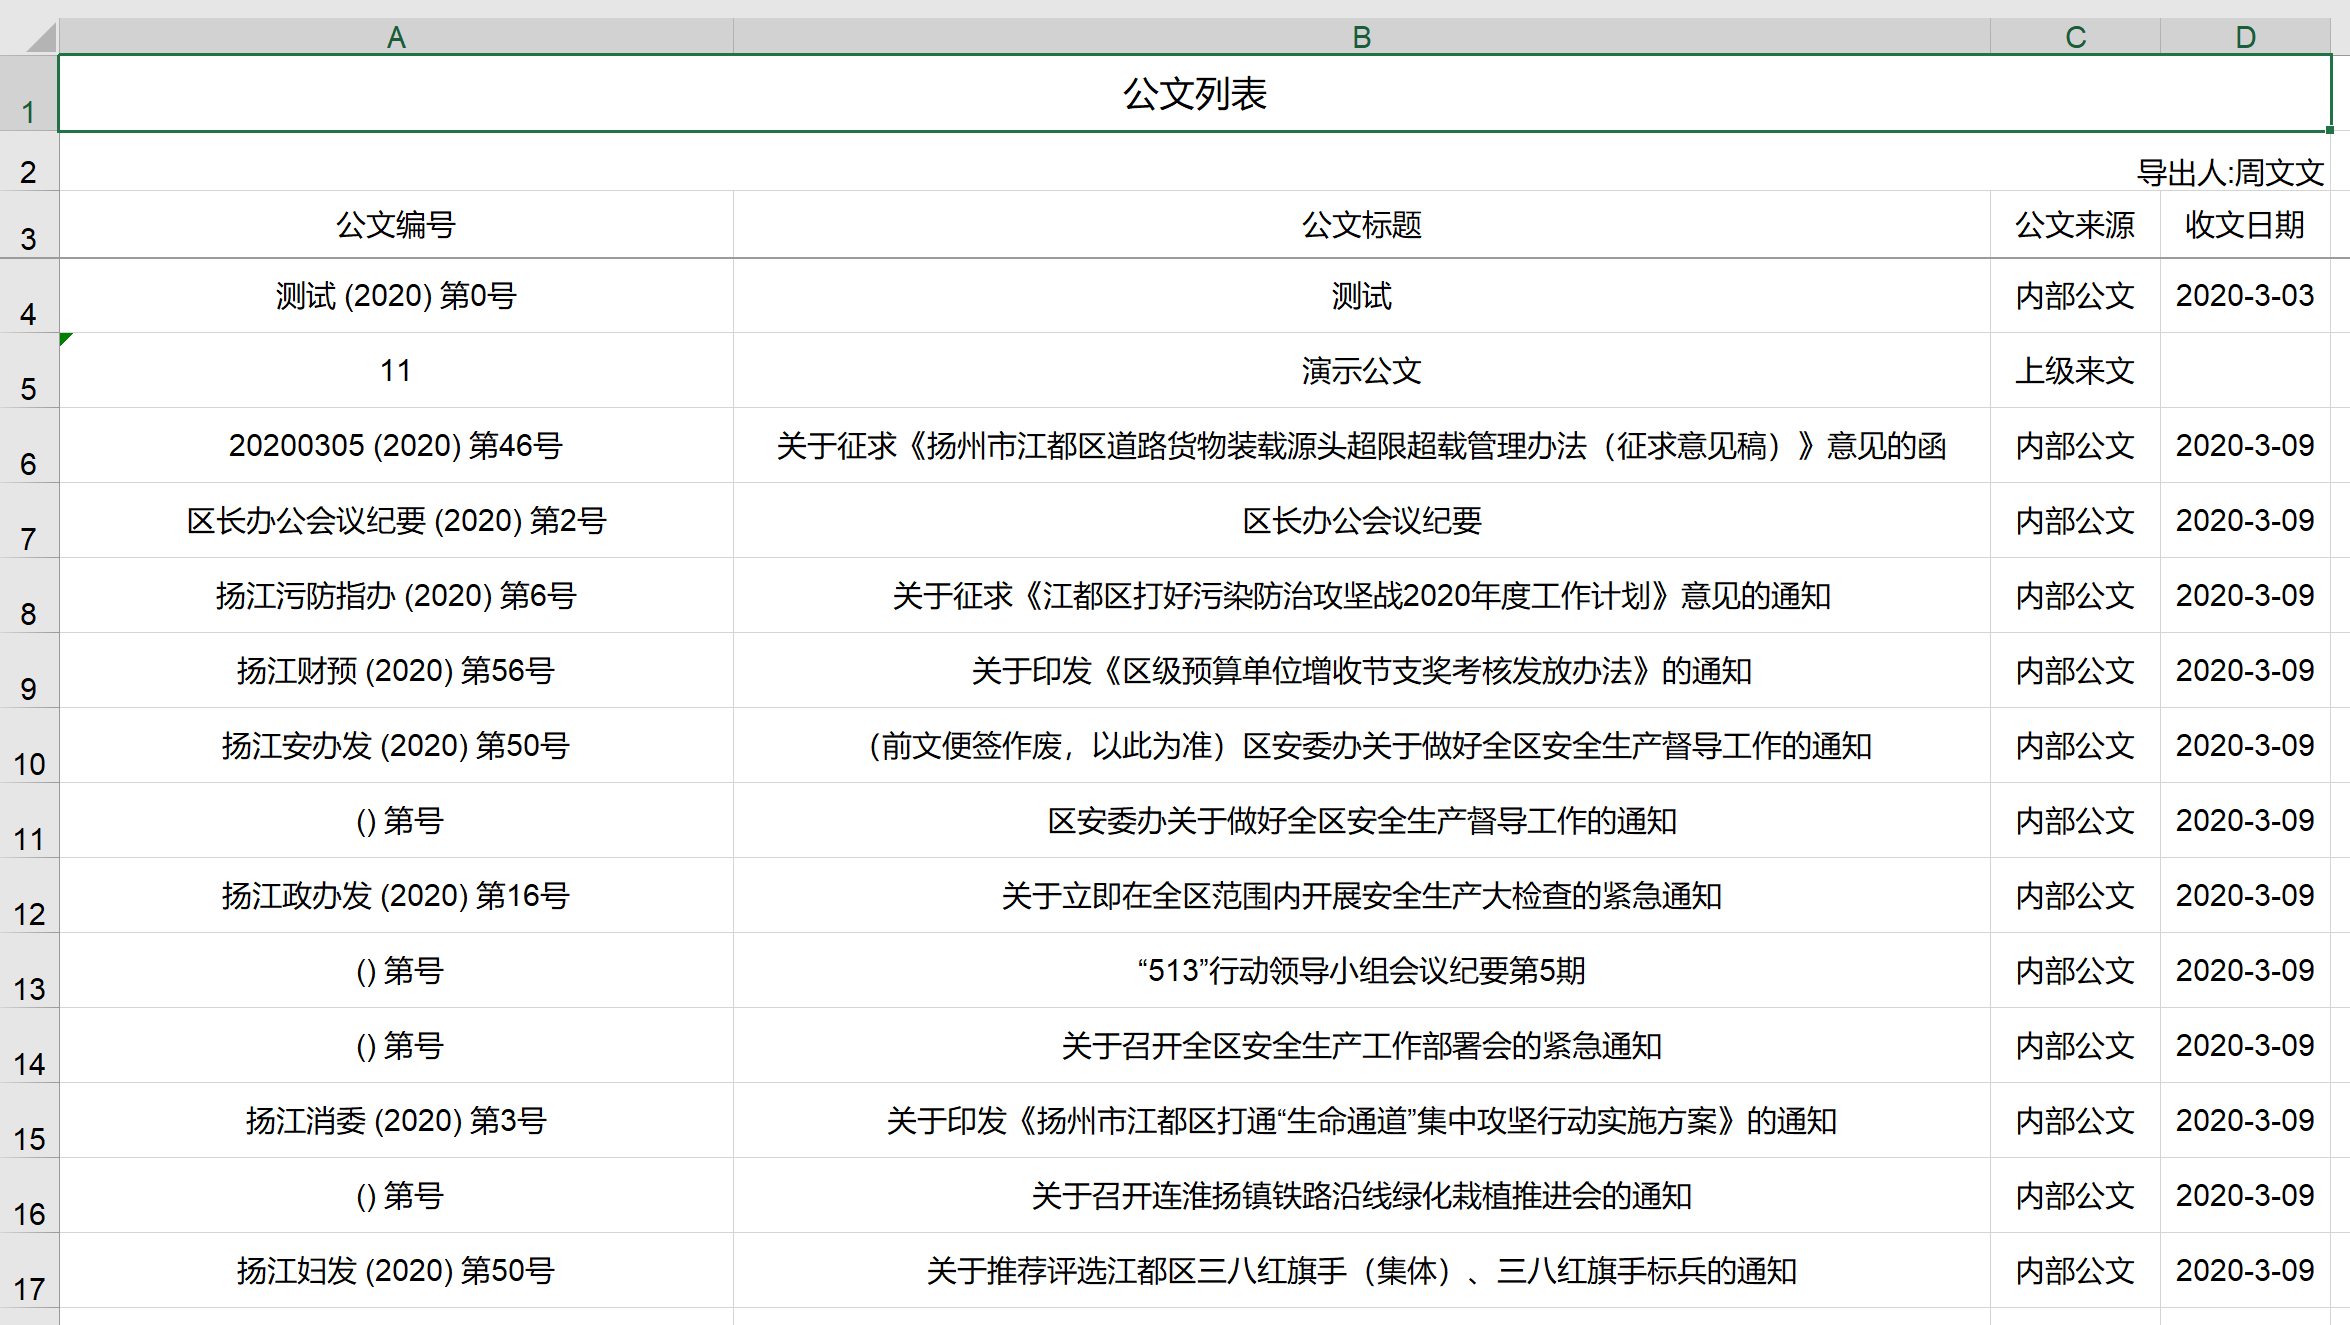 A B C D
1 公文列表
2 导出人:周文文
3 公文编号 公文标题 公文来源 收文日期
4 测试 (2020) 第0号 测试 内部公文 2020-3-03
5 11 演示公文 上级来文
6 20200305 (2020) 第46号 关于征求《扬州市江都区道路货物装载源头超限超载管理办法（征求意见稿）》意见的函 内部公文 2020-3-09
7 区长办公会议纪要 (2020) 第2号 区长办公会议纪要 内部公文 2020-3-09
8 扬江污防指办 (2020) 第6号 关于征求《江都区打好污染防治攻坚战2020年度工作计划》意见的通知 内部公文 2020-3-09
9 扬江财预 (2020) 第56号 关于印发《区级预算单位增收节支奖考核发放办法》的通知 内部公文 2020-3-09
10 扬江安办发 (2020) 第50号 （前文便签作废，以此为准）区安委办关于做好全区安全生产督导工作的通知 内部公文 2020-3-09
11 () 第号 区安委办关于做好全区安全生产督导工作的通知 内部公文 2020-3-09
12 扬江政办发 (2020) 第16号 关于立即在全区范围内开展安全生产大检查的紧急通知 内部公文 2020-3-09
13 () 第号 “513”行动领导小组会议纪要第5期 内部公文 2020-3-09
14 () 第号 关于召开全区安全生产工作部署会的紧急通知 内部公文 2020-3-09
15 扬江消委 (2020) 第3号 关于印发《扬州市江都区打通“生命通道”集中攻坚行动实施方案》的通知 内部公文 2020-3-09
16 () 第号 关于召开连淮扬镇铁路沿线绿化栽植推进会的通知 内部公文 2020-3-09
17 扬江妇发 (2020) 第50号 关于推荐评选江都区三八红旗手（集体）、三八红旗手标兵的通知 内部公文 2020-3-09